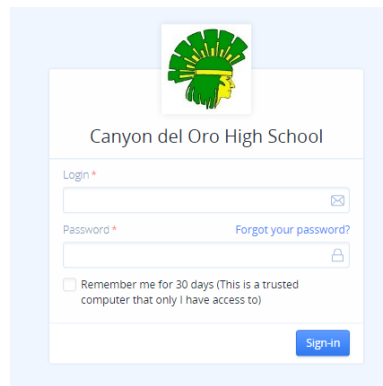 Canyon del Oro High School
Login *
Password * Forgot your password?
Remember me for 30 days (This is a trusted
computer that only I have access to)
Sign-in